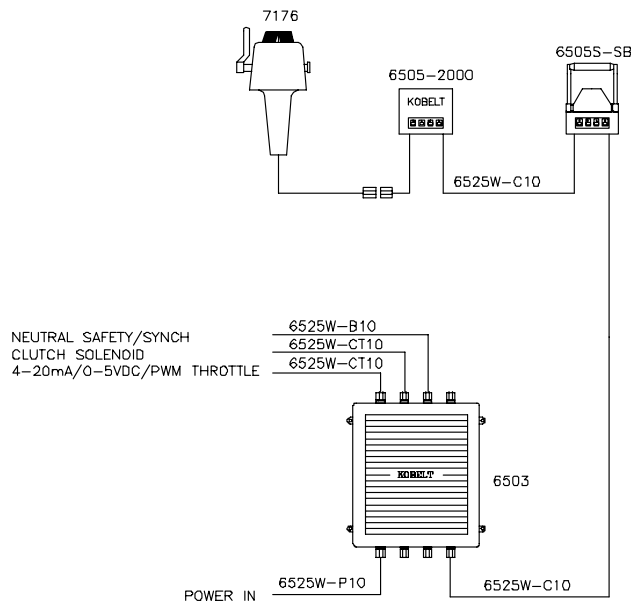 7176
6505S-SB
6505-2000
KOBELT
6525W-C10
6525W-B10
NEUTRAL SAFETY/SYNCH
6525W-CT10
CLUTCH SOLENOID
6525W-CT10
4-20mA/0-5VDC/PWM THROTTLE
KOBELT
6503
6525W-P10
6525W-C10
POWER IN